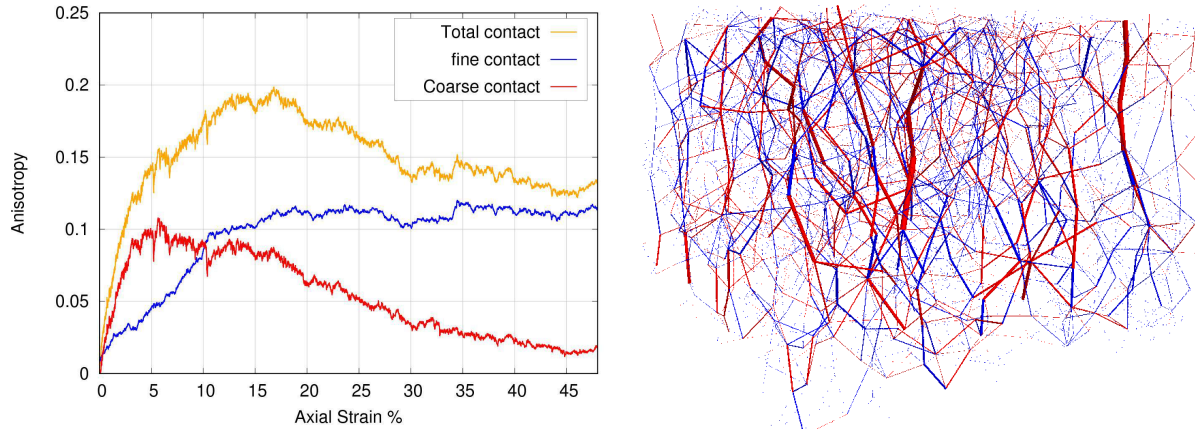 0.25
0.2
0.15
0.1
0.05
0
Anisotropy
Total contact
fine contact
Coarse contact
0 5 10 15 20 25 30 35 40 45
Axial Strain %